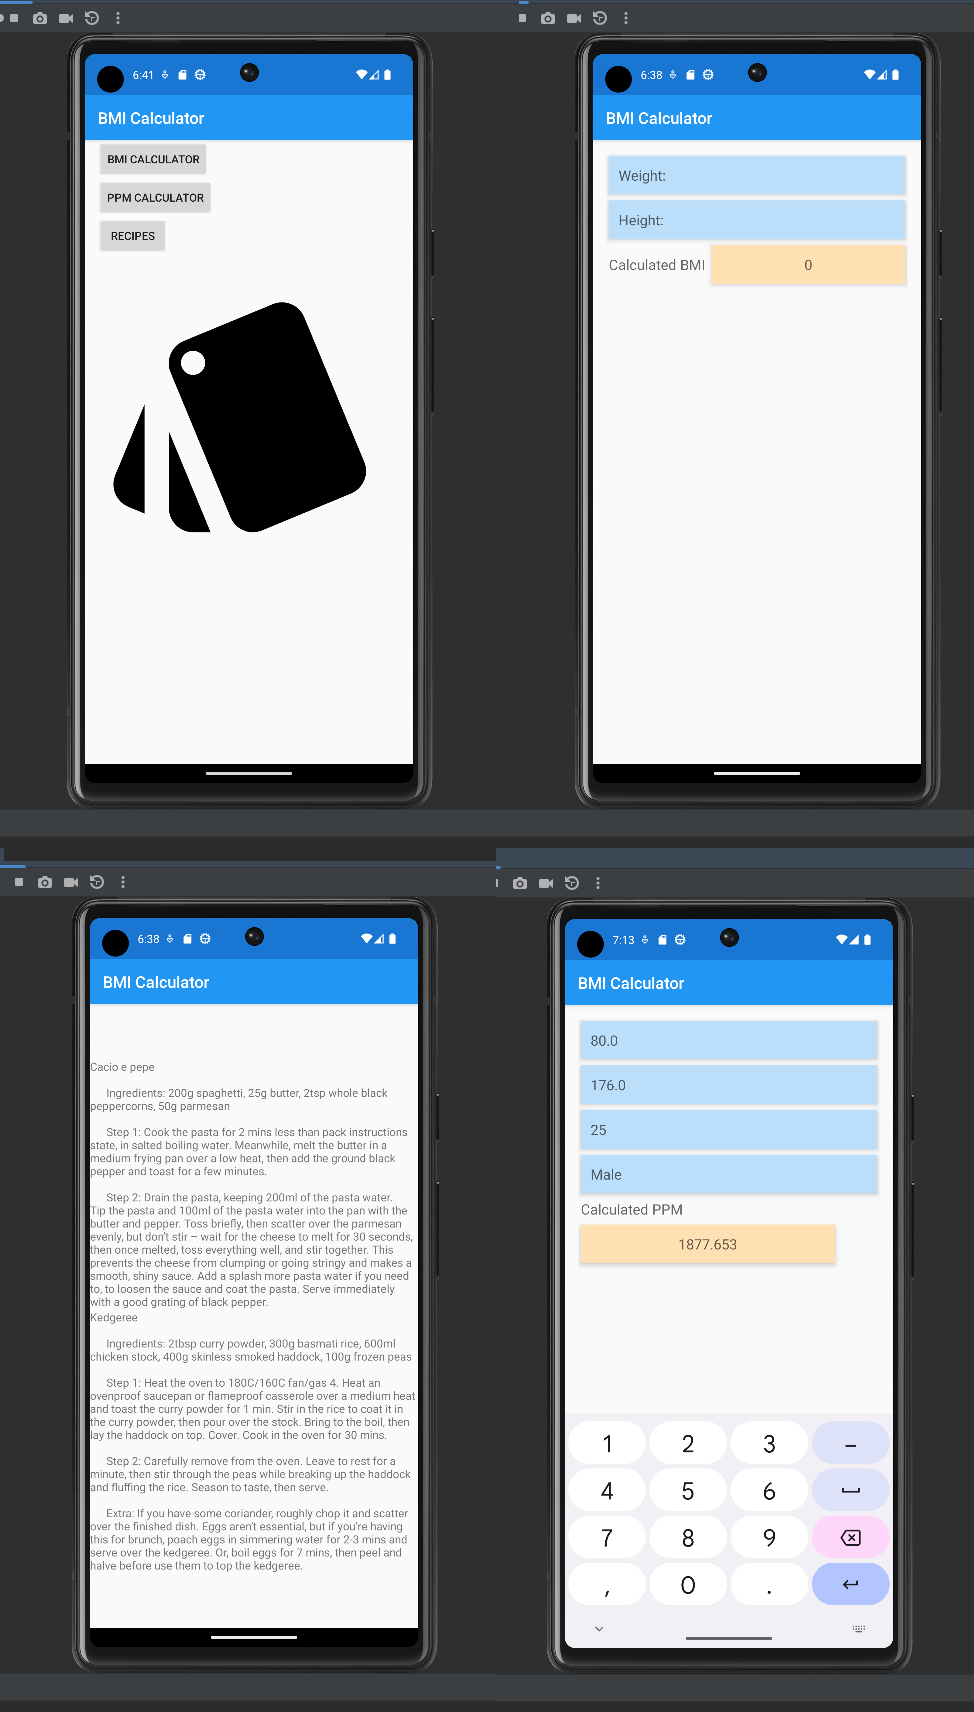 6:41
BMI Calculator
BMI CALCULATOR
PPM CALCULATOR
RECIPES
6:38
BMI Calculator
Weight:
Height:
Calculated BMI
0
6:38
BMI Calculator
Cacio e pepe
Ingredients: 200g spaghetti, 25g butter, 2tsp whole black
peppercorns, 50g parmesan
Step 1: Cook the pasta for 2 mins less than pack instructions
state, in salted boiling water. Meanwhile, melt the butter in a
medium frying pan over a low heat, then add the ground black
pepper and toast for a few minutes.
Step 2: Drain the pasta, keeping 200ml of the pasta water.
Tip the pasta and 100ml of the pasta water into the pan with the
butter and pepper. Toss briefly, then scatter over the parmesan
evenly, but don't stir – wait for the cheese to melt for 30 seconds,
then once melted, toss everything well, and stir together. This
prevents the cheese from clumping or going stringy and makes a
smooth, shiny sauce. Add a splash more pasta water if you need
to, to loosen the sauce and coat the pasta. Serve immediately
with a good grating of black pepper.
Kedgeree
Ingredients: 2tbsp curry powder, 300g basmati rice, 600ml
chicken stock, 400g skinless smoked haddock, 100g frozen peas
Step 1: Heat the oven to 180C/160C fan/gas 4. Heat an
ovenproof saucepan or flameproof casserole over a medium heat
and toast the curry powder for 1 min. Stir in the rice to coat it in
the curry powder, then pour over the stock. Bring to the boil, then
lay the haddock on top. Cover. Cook in the oven for 30 mins.
Step 2: Carefully remove from the oven. Leave to rest for a
minute, then stir through the peas while breaking up the haddock
and fluffing the rice. Season to taste, then serve.
Extra: If you have some coriander, roughly chop it and scatter
over the finished dish. Eggs aren't essential, but if you're having
this for brunch, poach eggs in simmering water for 2-3 mins and
serve over the kedgeree. Or, boil eggs for 7 mins, then peel and
halve before use them to top the kedgeree.
7:13
BMI Calculator
80.0
176.0
25
Male
Calculated PPM
1877.653
1 2 3 –
4 5 6
7 8 9
, 0 .